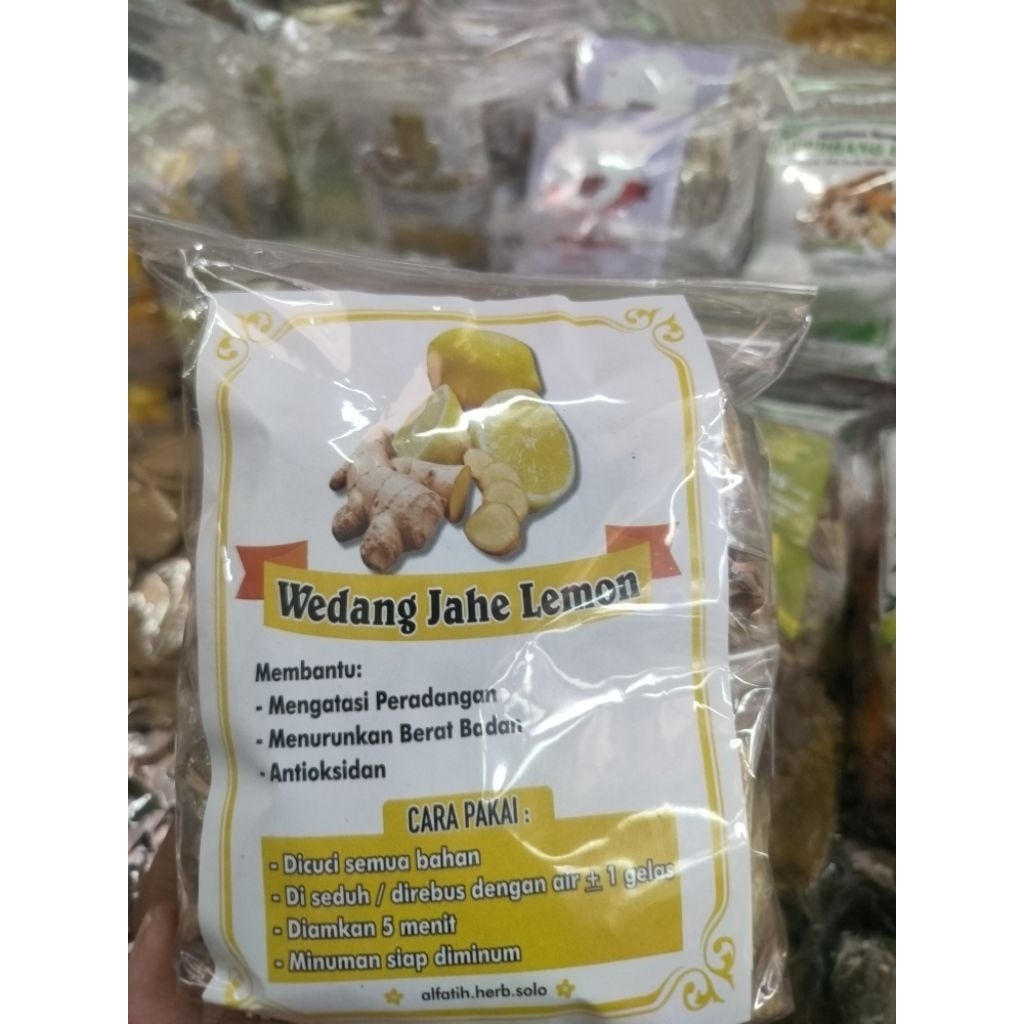 Wedang Jahe Lemon
Membantu:
- Mengatasi Peradangan
- Menurunkan Berat Badan
- Antioksidan
CARA PAKAI :
- Dicuci semua bahan
- Di seduh / direbus dengan air ± 1 gelas
- Diamkan 5 menit
- Minuman siap diminum
alfatih.herb.solo